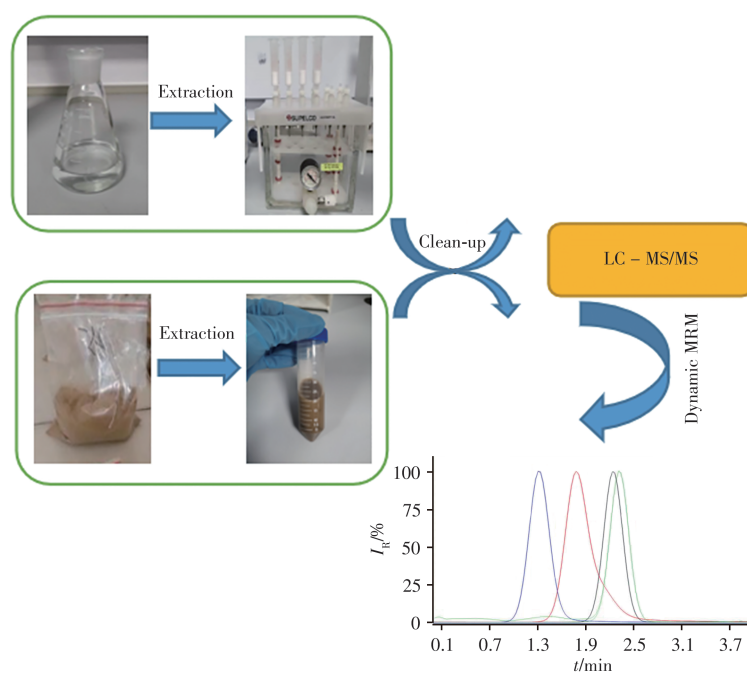 Extraction
SUPELCO
Clean-up
LC – MS/MS
Extraction
Dynamic MRM
I_R/%
100
75
50
25
0
0.1 0.7 1.3 1.9 2.5 3.1 3.7
t/min